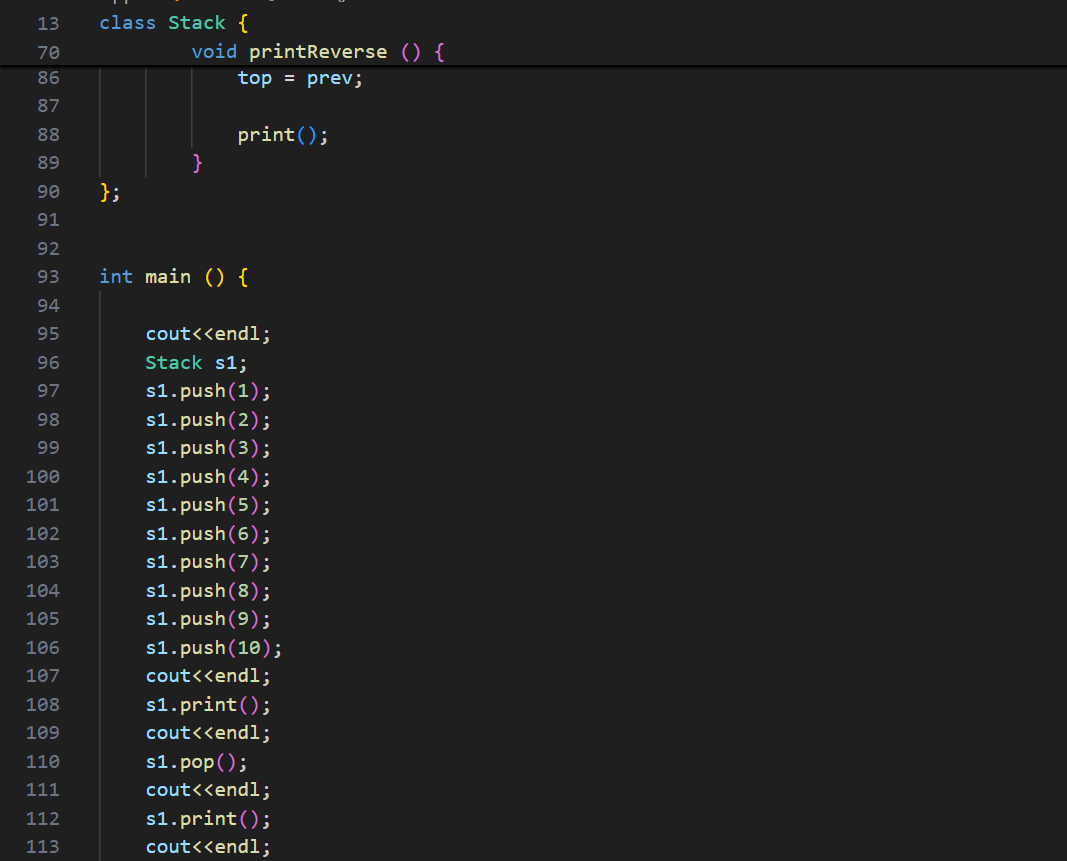 13 class Stack {
70 void printReverse () {
86 top = prev;
87
88 print();
89 }
90 };
91
92
93 int main () {
94
95 cout<<endl;
96 Stack s1;
97 s1.push(1);
98 s1.push(2);
99 s1.push(3);
100 s1.push(4);
101 s1.push(5);
102 s1.push(6);
103 s1.push(7);
104 s1.push(8);
105 s1.push(9);
106 s1.push(10);
107 cout<<endl;
108 s1.print();
109 cout<<endl;
110 s1.pop();
111 cout<<endl;
112 s1.print();
113 cout<<endl;